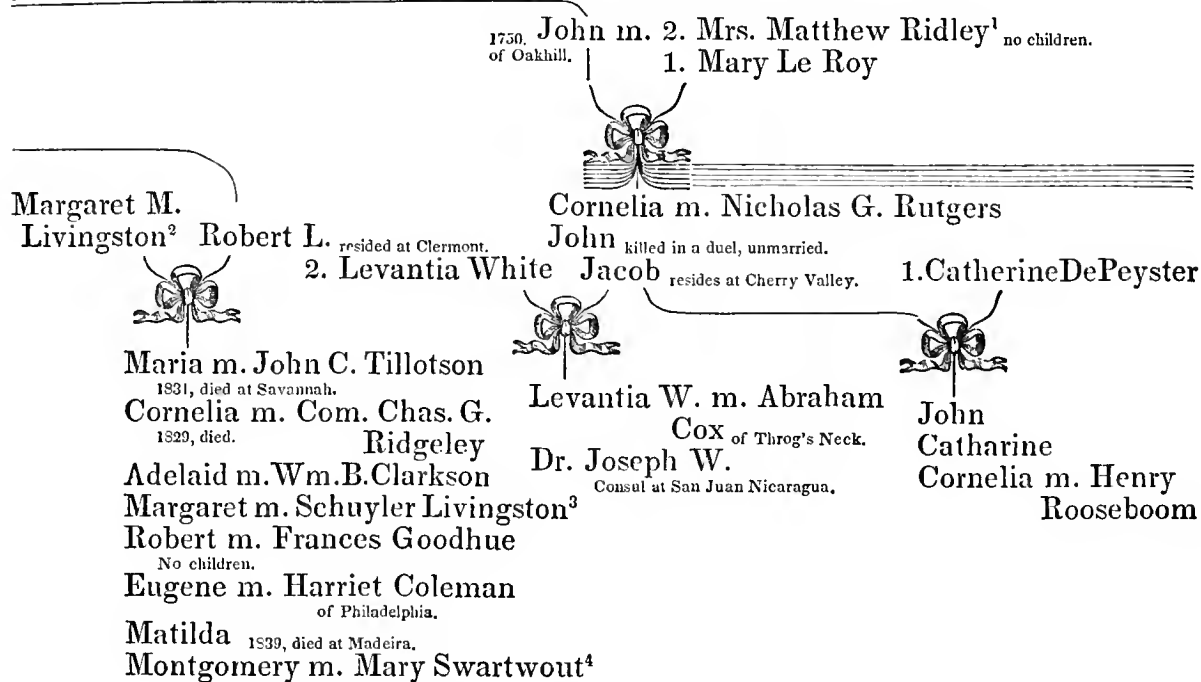 1750. John m. 2. Mrs. Matthew Ridley¹ no children.
of Oakhill. 1. Mary Le Roy
Margaret M.
Livingston² Robert L. resided at Clermont.
Cornelia m. Nicholas G. Rutgers
John killed in a duel, unmarried.
2. Levantia White Jacob resides at Cherry Valley. 1.Catherine DePeyster
Maria m. John C. Tillotson
1831, died at Savannah.
Cornelia m. Com. Chas. G.
1829, died. Ridgeley
Adelaid m. Wm. B. Clarkson
Margaret m. Schuyler Livingston³
Robert m. Frances Goodhue
No children.
Eugene m. Harriet Coleman
of Philadelphia.
Matilda 1839, died at Madeira.
Montgomery m. Mary Swartwout⁴
Levantia W. m. Abraham
Cox of Throg's Neck.
Dr. Joseph W.
Consul at San Juan Nicaragua.
John
Catharine
Cornelia m. Henry
Rooseboom